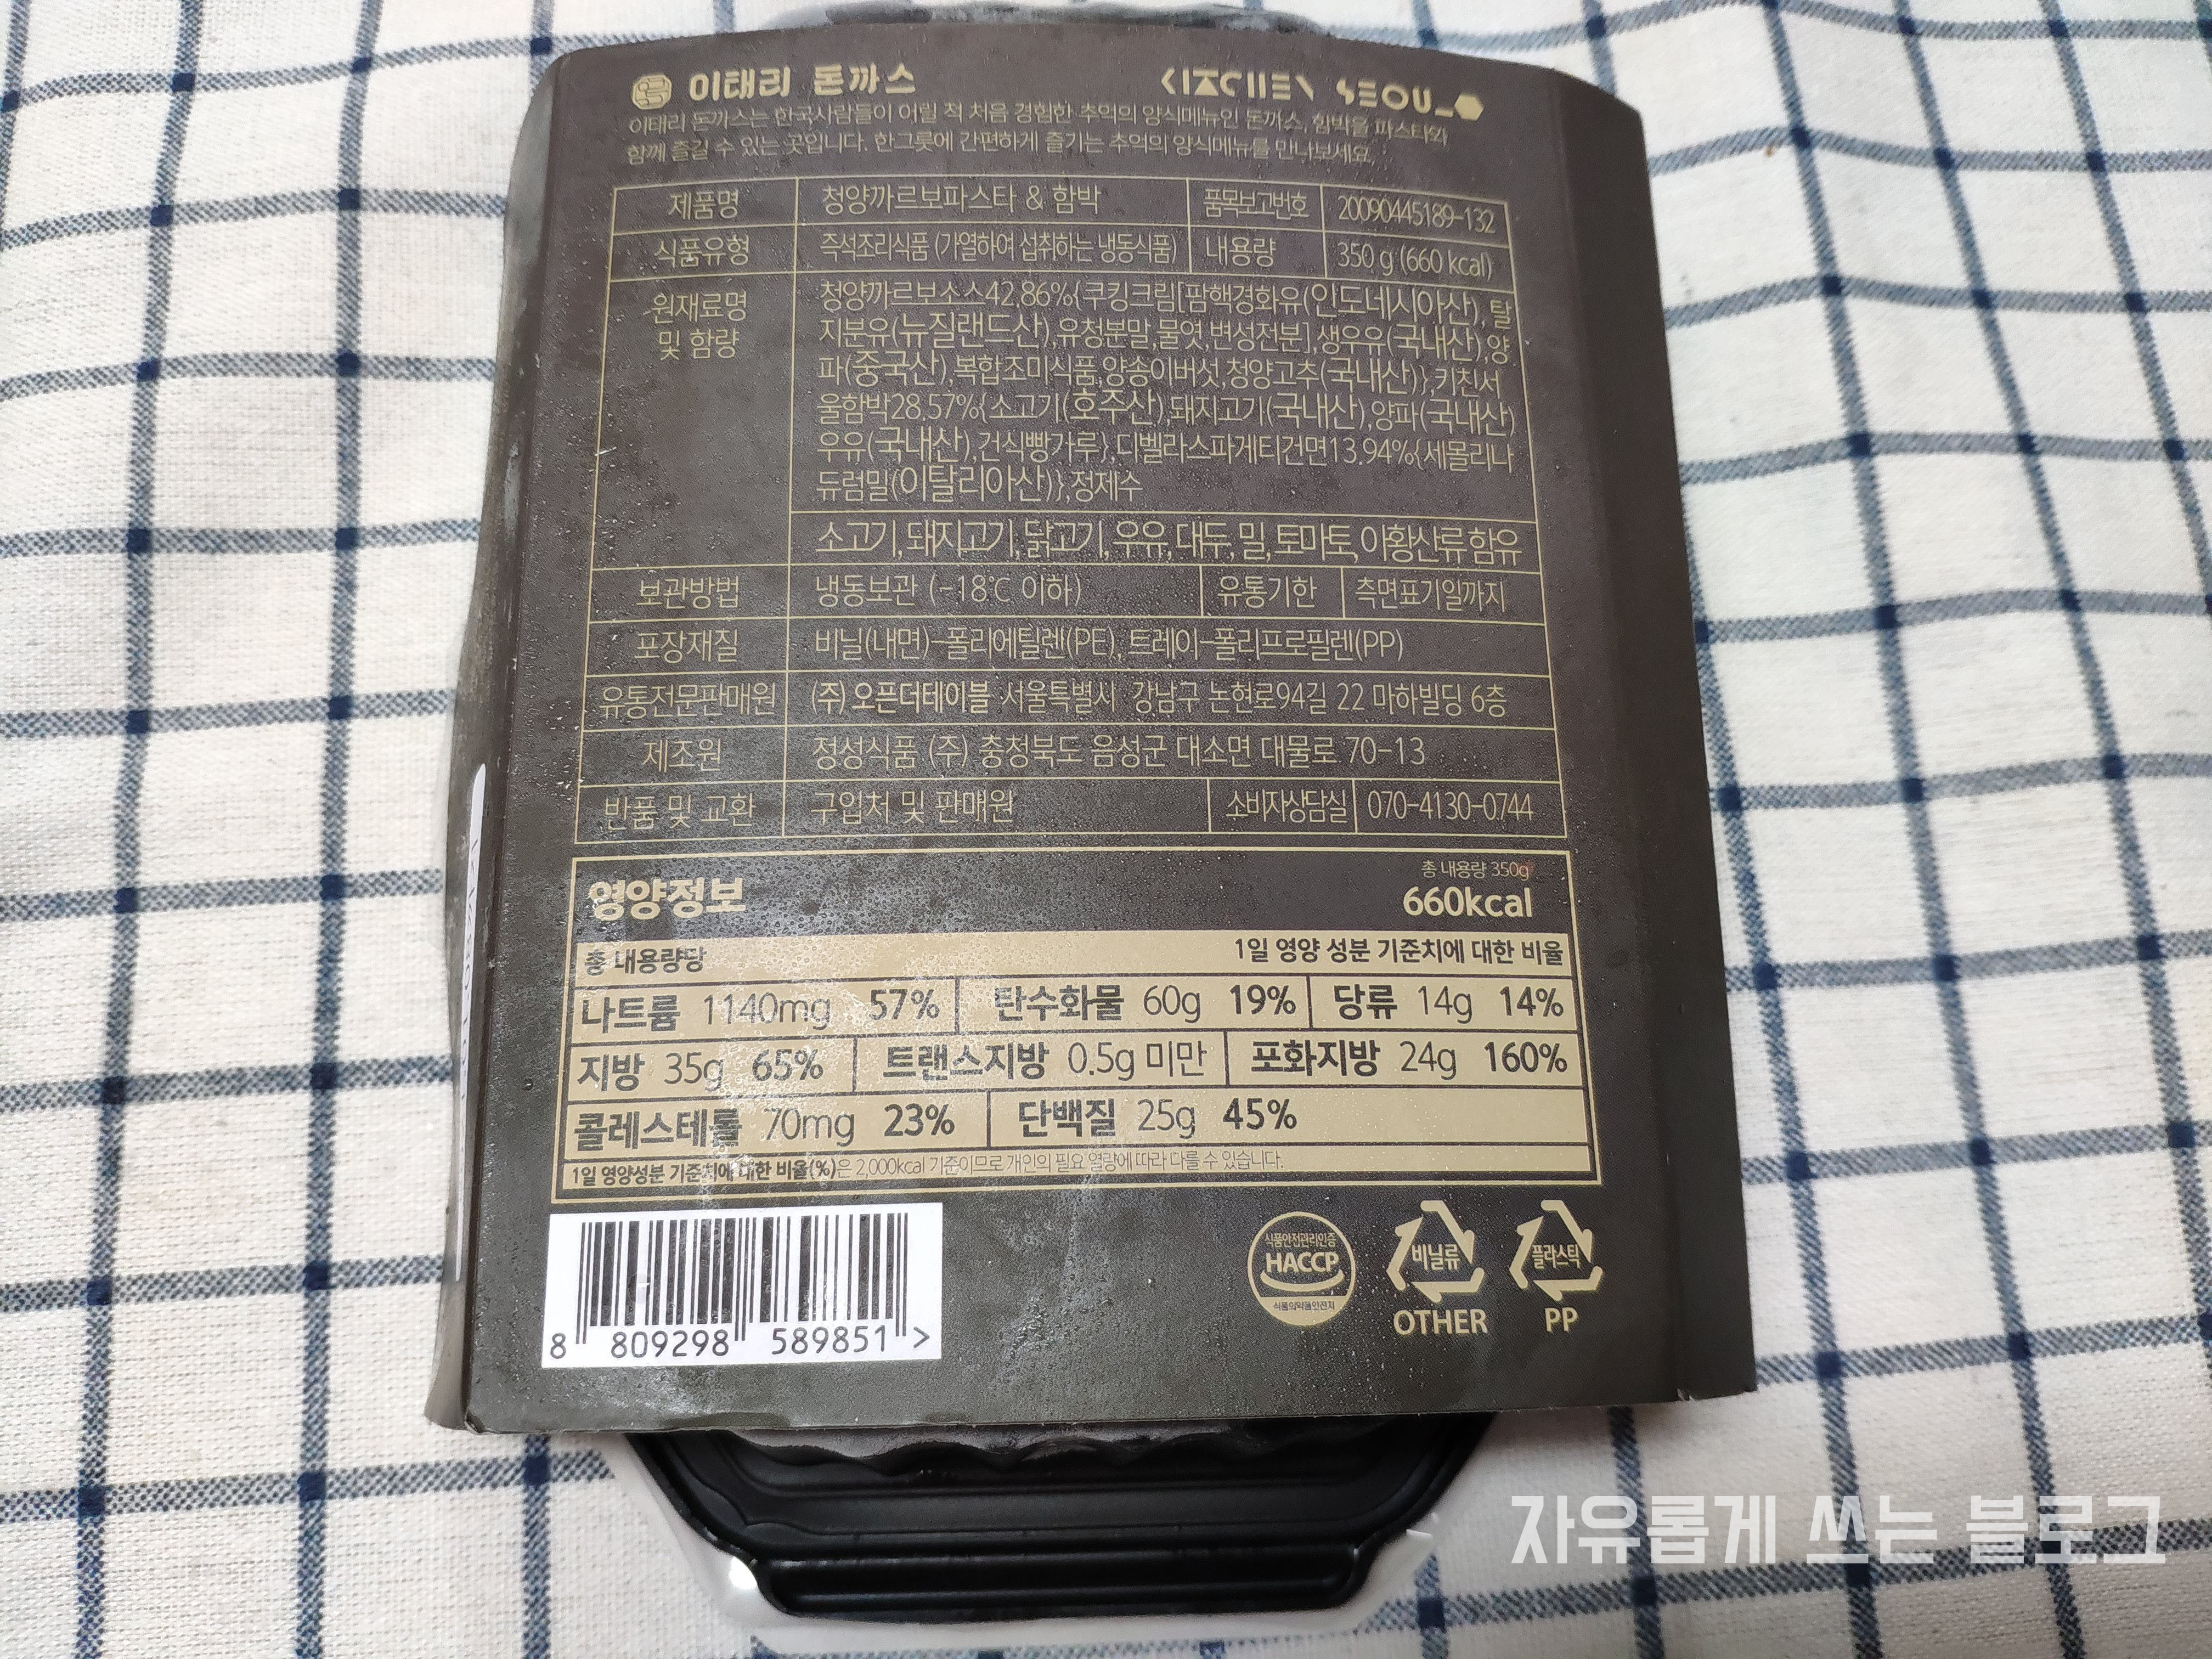 이태리 돈까스
KITCHEN SEOUL
이태리 돈까스는 한국사람들이 어릴 적 처음 경험한 추억의 양식메뉴인 돈까스, 함박을 파스타와
함께 즐길 수 있는 곳입니다. 한그릇에 간편하게 즐기는 추억의 양식메뉴를 만나보세요.
제품명 청양까르보파스타 & 함박 품목보고번호 20090445189-132
식품유형 즉석조리식품 (가열하여 섭취하는 냉동식품) 내용량 350 g (660 kcal)
원재료명 및 함량
청양까르보소스42.86%{쿠킹크림[팜핵경화유(인도네시아산), 탈
지분유(뉴질랜드산),유청분말,물엿,변성전분],생우유(국내산),양
파(중국산),복합조미식품,양송이버섯,청양고추(국내산)},키친서
울함박28.57%{소고기(호주산),돼지고기(국내산),양파(국내산)
우유(국내산),건식빵가루},디벨라스파게티건면13.94%{세몰리나
듀럼밀(이탈리아산)},정제수
소고기, 돼지고기, 닭고기, 우유, 대두, 밀, 토마토, 이황산류 함유
보관방법 냉동보관 (-18℃ 이하) 유통기한 측면표기일까지
포장재질 비닐(내면)-폴리에틸렌(PE), 트레이-폴리프로필렌(PP)
유통전문판매원 (주) 오픈더테이블 서울특별시 강남구 논현로94길 22 마하빌딩 6층
제조원 정성식품 (주) 충청북도 음성군 대소면 대물로 70-13
반품 및 교환 구입처 및 판매원 소비자상담실 070-4130-0744
총 내용량 350g
영양정보 660kcal
총 내용량당 1일 영양 성분 기준치에 대한 비율
나트륨 1140mg 57% 탄수화물 60g 19% 당류 14g 14%
지방 35g 65% 트랜스지방 0.5g 미만 포화지방 24g 160%
콜레스테롤 70mg 23% 단백질 25g 45%
1일 영양성분 기준치에 대한 비율(%)은 2,000kcal 기준이므로 개인의 필요 열량에 따라 다를 수 있습니다.
식품안전관리인증
HACCP
식품의약품안전처
비닐류
OTHER
플라스틱
PP
8 809298 589851 >
자유롭게 쓰는 블로그